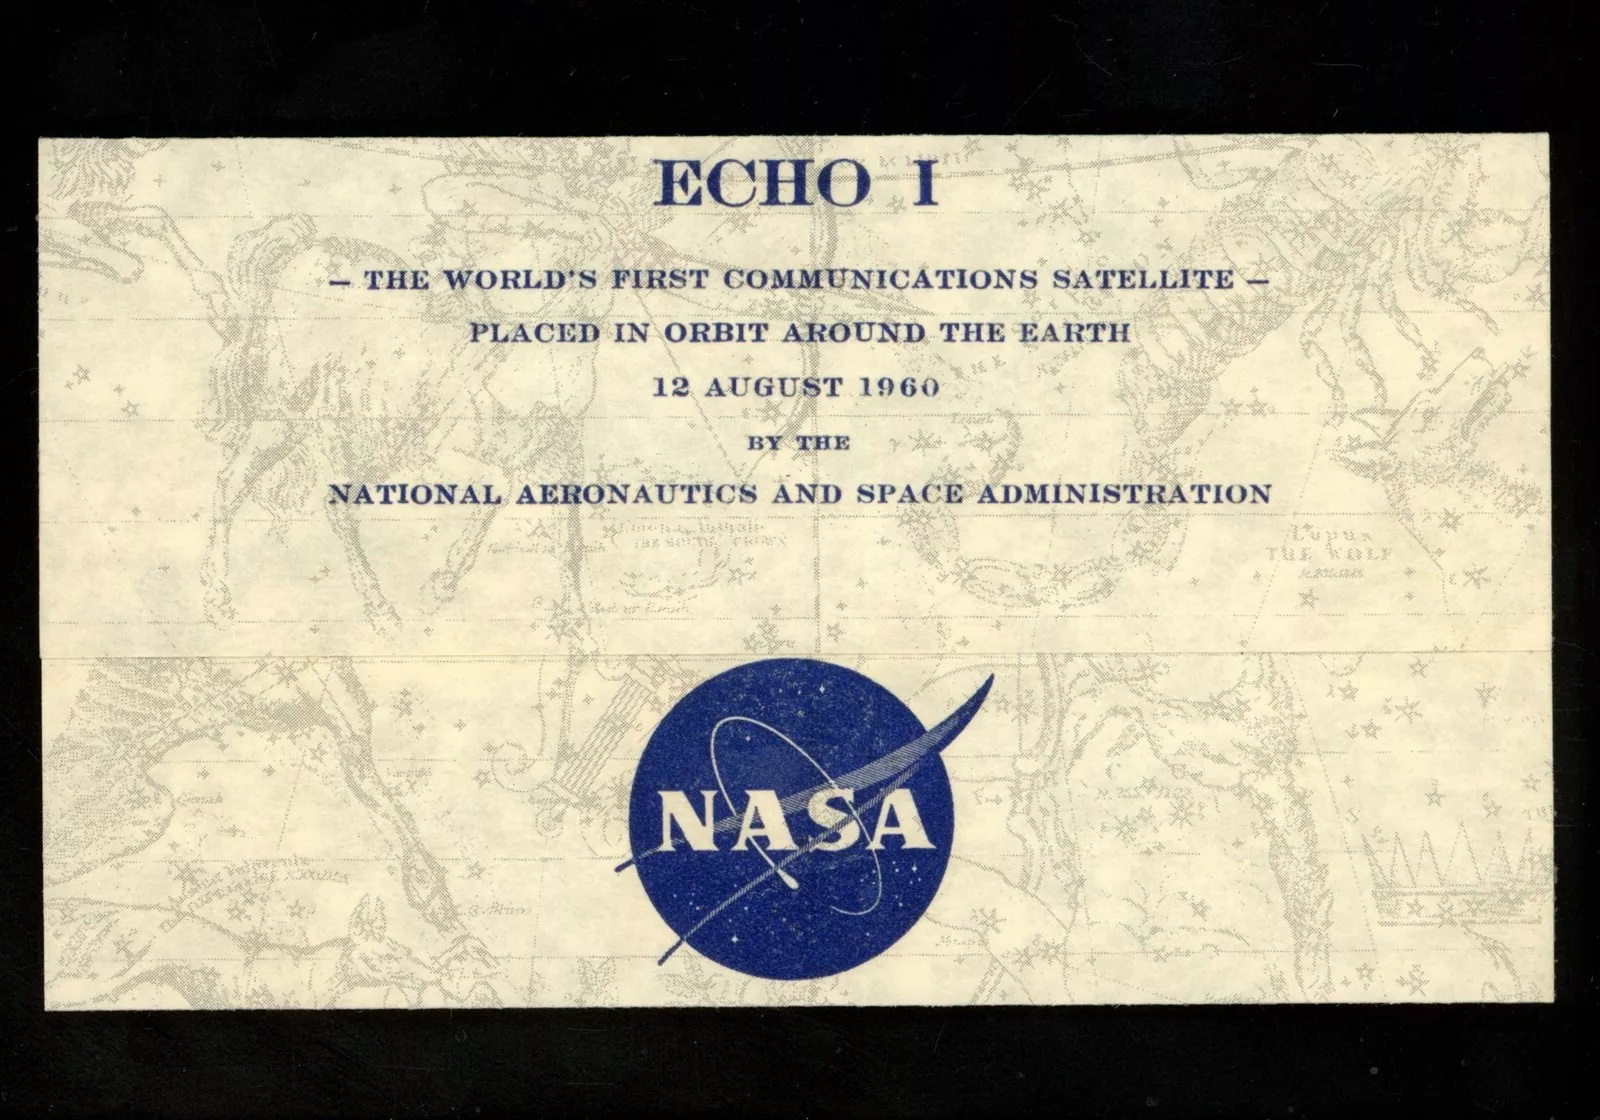 ECHO I
— THE WORLD'S FIRST COMMUNICATIONS SATELLITE —
PLACED IN ORBIT AROUND THE EARTH
12 AUGUST 1960
BY THE
NATIONAL AERONAUTICS AND SPACE ADMINISTRATION
Lupus
THE WOLF
NASA